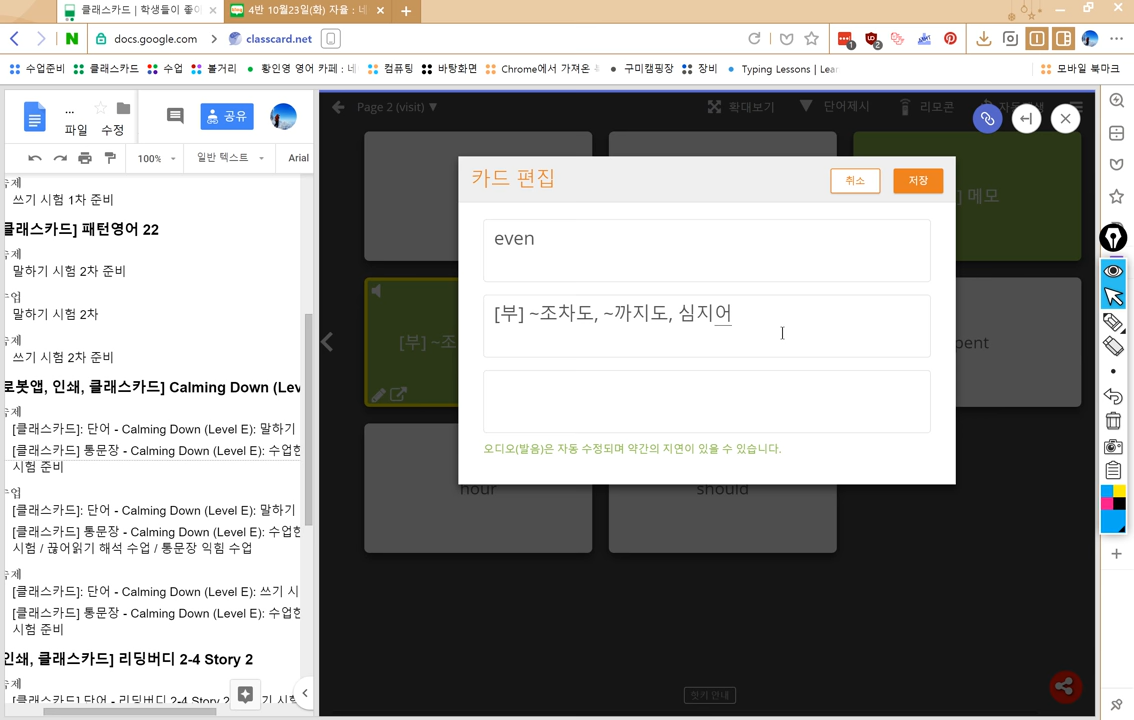 클래스카드 | 학생들이 좋아
4반 10월23일(화) 자율 : 네
N docs.google.com > classcard.net
수업준비 클래스카드 수업 볼거리 황인영 영어 카페 : 네 컴퓨팅 바탕화면 Chrome에서 가져온 구미캠핑장 장비 Typing Lessons | Lear 모바일 북마크
...
파일 수정
공유
100% 일반 텍스트 Arial
쓰기 시험 1차 준비
클래스카드] 패턴영어 22
말하기 시험 2차 준비
말하기 시험 2차
쓰기 시험 2차 준비
로봇앱, 인쇄, 클래스카드] Calming Down (Lev
[클래스카드]: 단어 - Calming Down (Level E): 말하기
[클래스카드] 통문장 - Calming Down (Level E): 수업한
시험 준비
[클래스카드]: 단어 - Calming Down (Level E): 말하기
[클래스카드] 통문장 - Calming Down (Level E): 수업한
시험 / 끊어읽기 해석 수업 / 통문장 익힘 수업
[클래스카드]: 단어 - Calming Down (Level E): 쓰기 시
[클래스카드] 통문장 - Calming Down (Level E): 수업한
시험 준비
인쇄, 클래스카드] 리딩버디 2-4 Story 2
[클래스카드] 단어 - 리딩버디 2-4 Story 2
Page 2 (visit) ▼
확대보기 단어제시 리모콘
] 메모
[부] ~조
pent
hour
should
카드 편집
취소 저장
even
[부] ~조차도, ~까지도, 심지어
오디오(발음)은 자동 수정되며 약간의 지연이 있을 수 있습니다.
핫키 안내